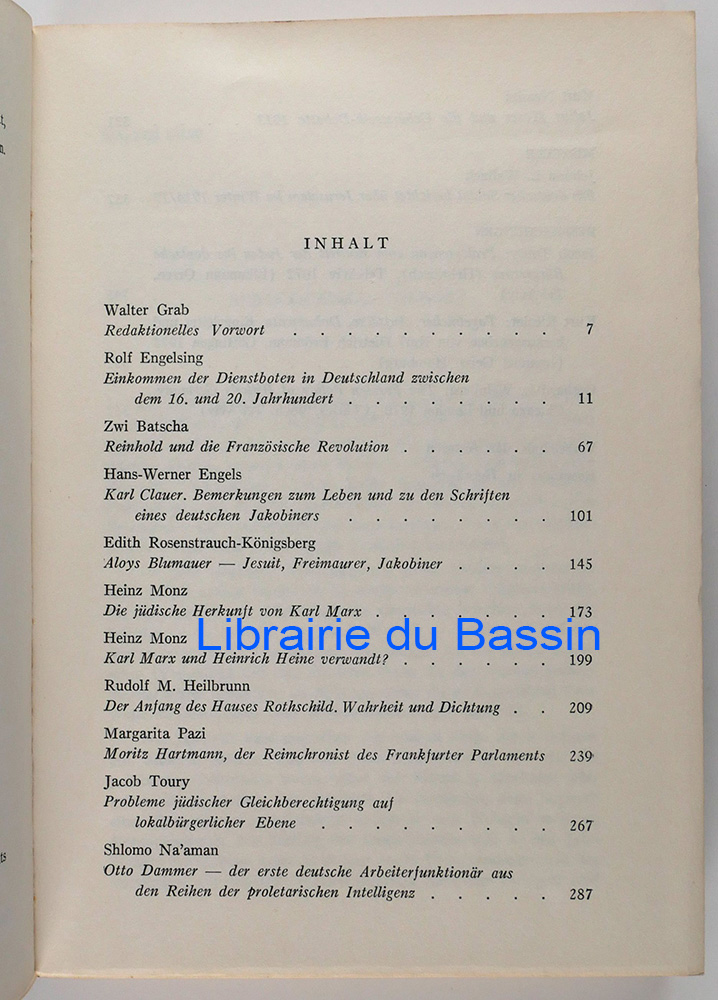 INHALT
Walter Grab
Redaktionelles Vorwort . . . . . . . . 7
Rolf Engelsing
Einkommen der Dienstboten in Deutschland zwischen
dem 16. und 20. Jahrhundert . . . . . . . 11
Zwi Batscha
Reinhold und die Französische Revolution . . . . . . 67
Hans-Werner Engels
Karl Clauer. Bemerkungen zum Leben und zu den Schriften
eines deutschen Jakobiners . . . . . . . 101
Edith Rosenstrauch-Königsberg
Aloys Blumauer — Jesuit, Freimaurer, Jakobiner . . . . 145
Heinz Monz
Die jüdische Herkunft von Karl Marx . . . . . . . 173
Heinz Monz
Librairie du Bassin
Karl Marx und Heinrich Heine verwandt? . . . . . . 199
Rudolf M. Heilbrunn
Der Anfang des Hauses Rothschild. Wahrheit und Dichtung . . 209
Margarita Pazi
Moritz Hartmann, der Reimchronist des Frankfurter Parlaments 239
Jacob Toury
Probleme jüdischer Gleichberechtigung auf
lokalbürgerlicher Ebene . . . . . . . . 267
Shlomo Na'aman
Otto Dammer — der erste deutsche Arbeiterfunktionär aus
den Reihen der proletarischen Intelligenz . . . . . 287